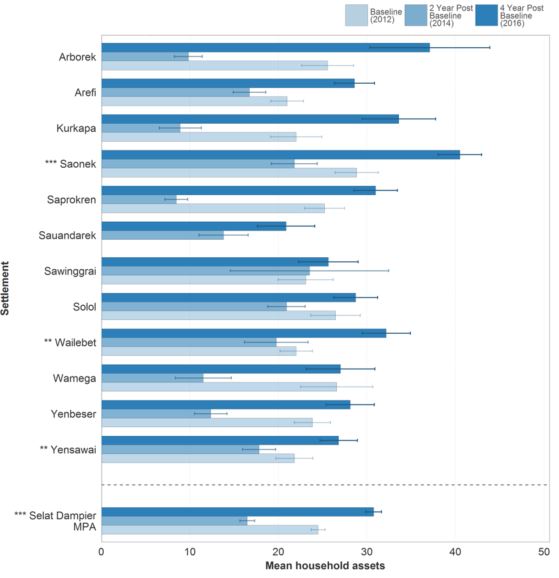 Baseline
(2012)
2 Year Post
Baseline
(2014)
4 Year Post
Baseline
(2016)
Settlement
Arborek
Arefi
Kurkapa
*** Saonek
Saprokren
Sauandarek
Sawinggrai
Solol
** Wailebet
Wamega
Yenbeser
** Yensawai
*** Selat Dampier
MPA
0 10 20 30 40 50
Mean household assets